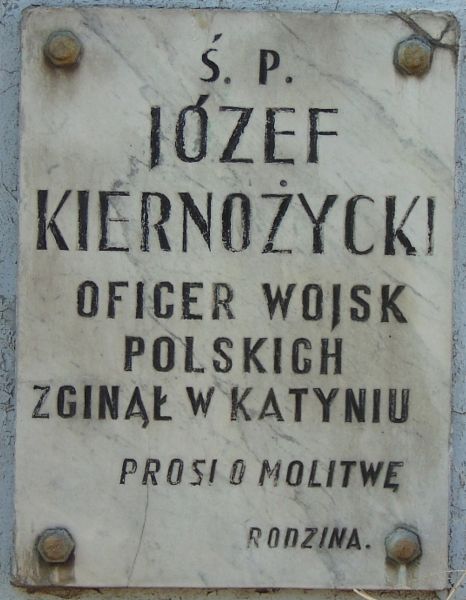 Ś. P.
JÓZEF
KIERNOŻYCKI
OFICER WOJSK
POLSKICH
ZGINĄŁ W KATYNIU
PROSI O MOLITWĘ
RODZINA.